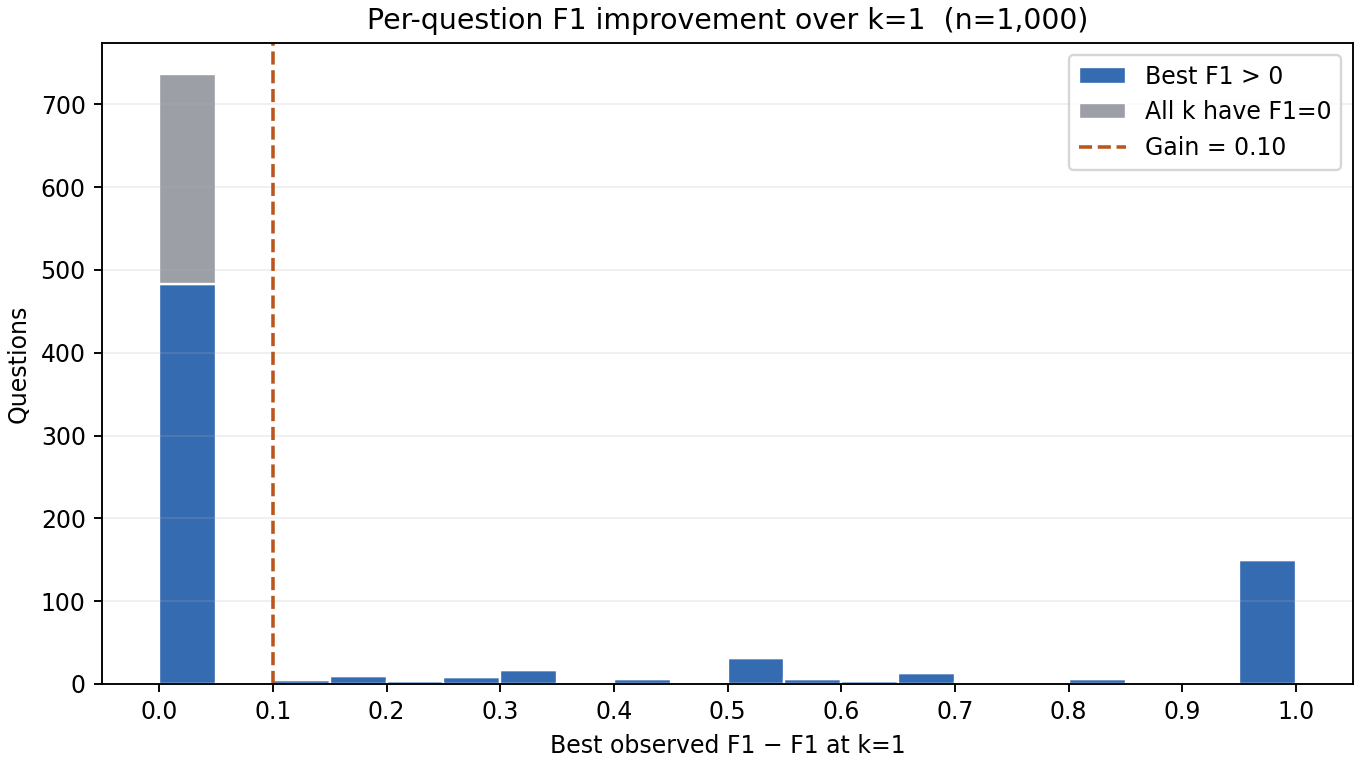 Per-question F1 improvement over k=1 (n=1,000)
Best F1 > 0
All k have F1=0
Gain = 0.10
Questions
700
600
500
400
300
200
100
0
0.0 0.1 0.2 0.3 0.4 0.5 0.6 0.7 0.8 0.9 1.0
Best observed F1 − F1 at k=1